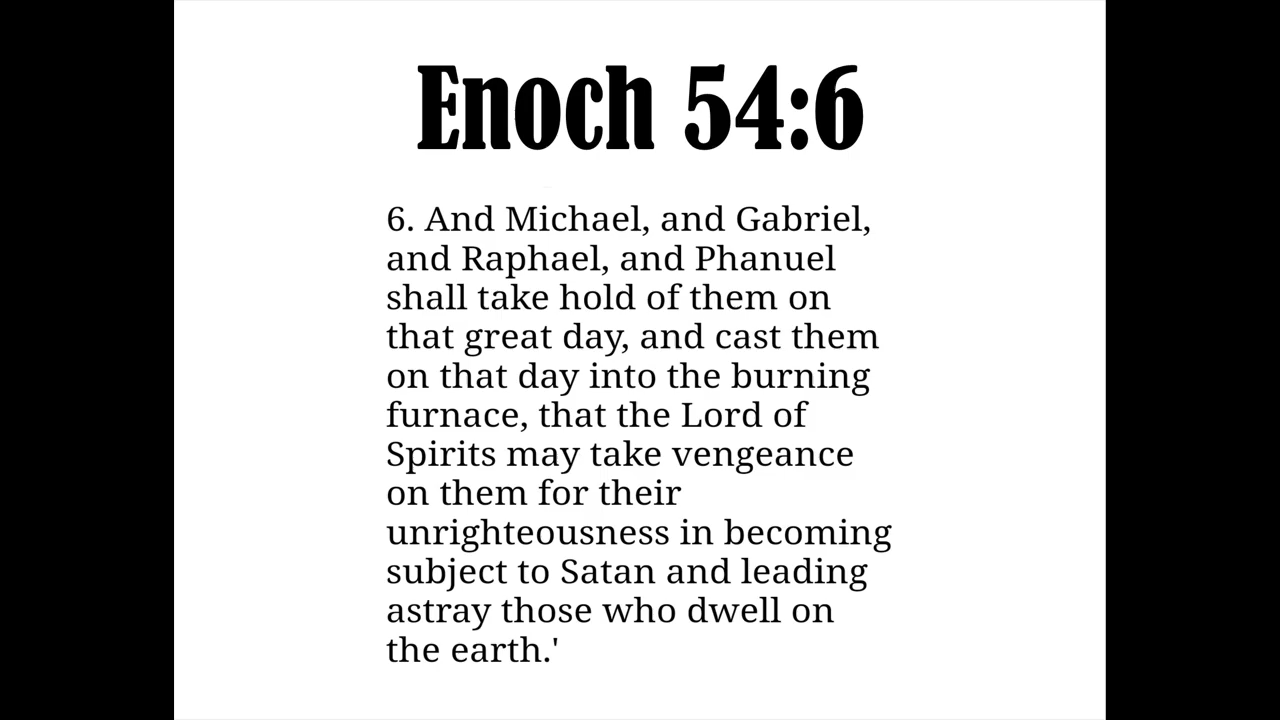 Enoch 54:6
6. And Michael, and Gabriel,
and Raphael, and Phanuel
shall take hold of them on
that great day, and cast them
on that day into the burning
furnace, that the Lord of
Spirits may take vengeance
on them for their
unrighteousness in becoming
subject to Satan and leading
astray those who dwell on
the earth.'